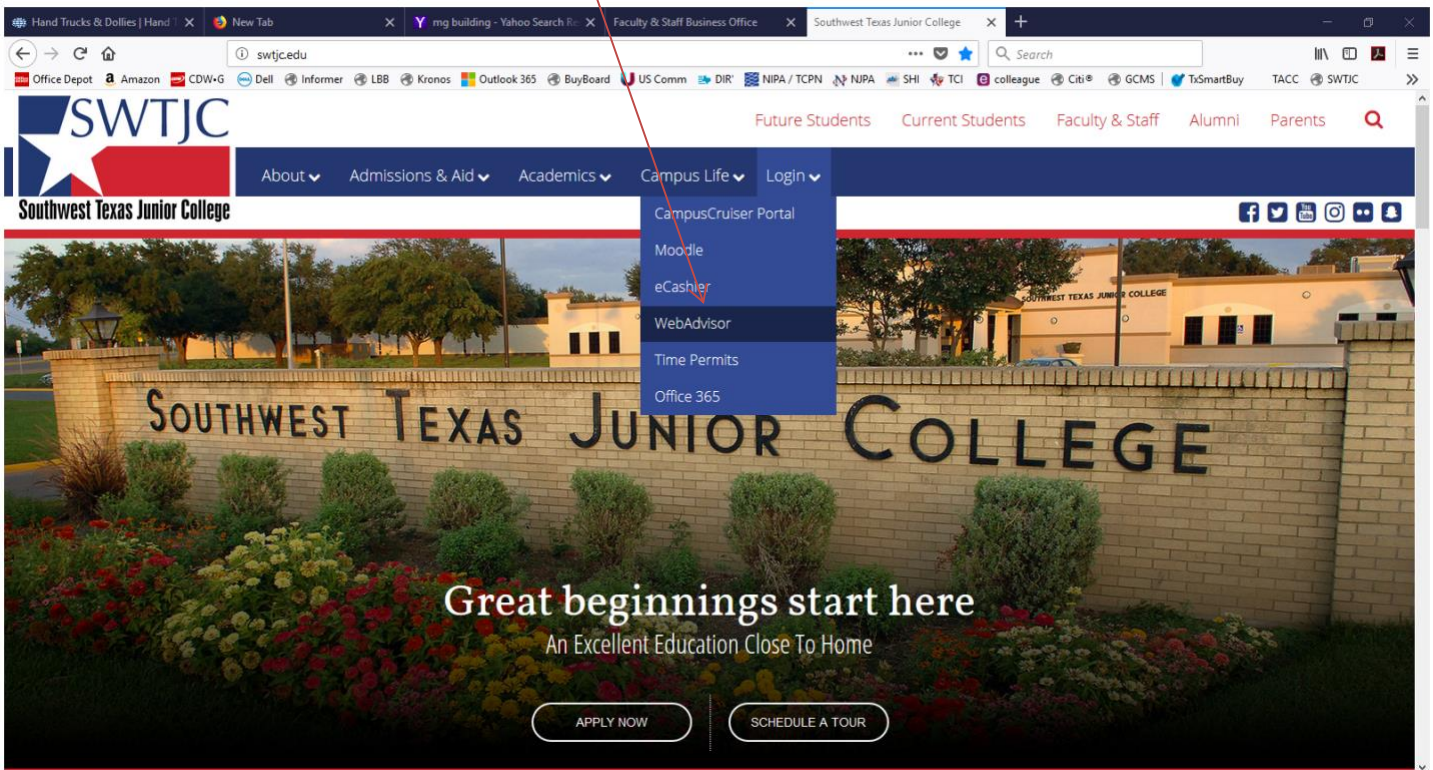 Hand Trucks & Dollies | Hand T
New Tab
mg building - Yahoo Search Re
Faculty & Staff Business Office
Southwest Texas Junior College
swtjc.edu
Search
Office Depot Amazon CDW•G Dell Informer LBB Kronos Outlook 365 BuyBoard US Comm DIR' NIPA / TCPN NJPA SHI TCI colleague Citi® GCMS TxSmartBuy TACC SWTJC
SWTJC
Southwest Texas Junior College
Future Students Current Students Faculty & Staff Alumni Parents
About Admissions & Aid Academics Campus Life Login
CampusCruiser Portal
Moodle
eCashier
WebAdvisor
Time Permits
Office 365
SOUTHWEST TEXAS JUNIOR COLLEGE
SOUTHWEST TEXAS JUNIOR COLLEGE
Great beginnings start here
An Excellent Education Close To Home
APPLY NOW
SCHEDULE A TOUR